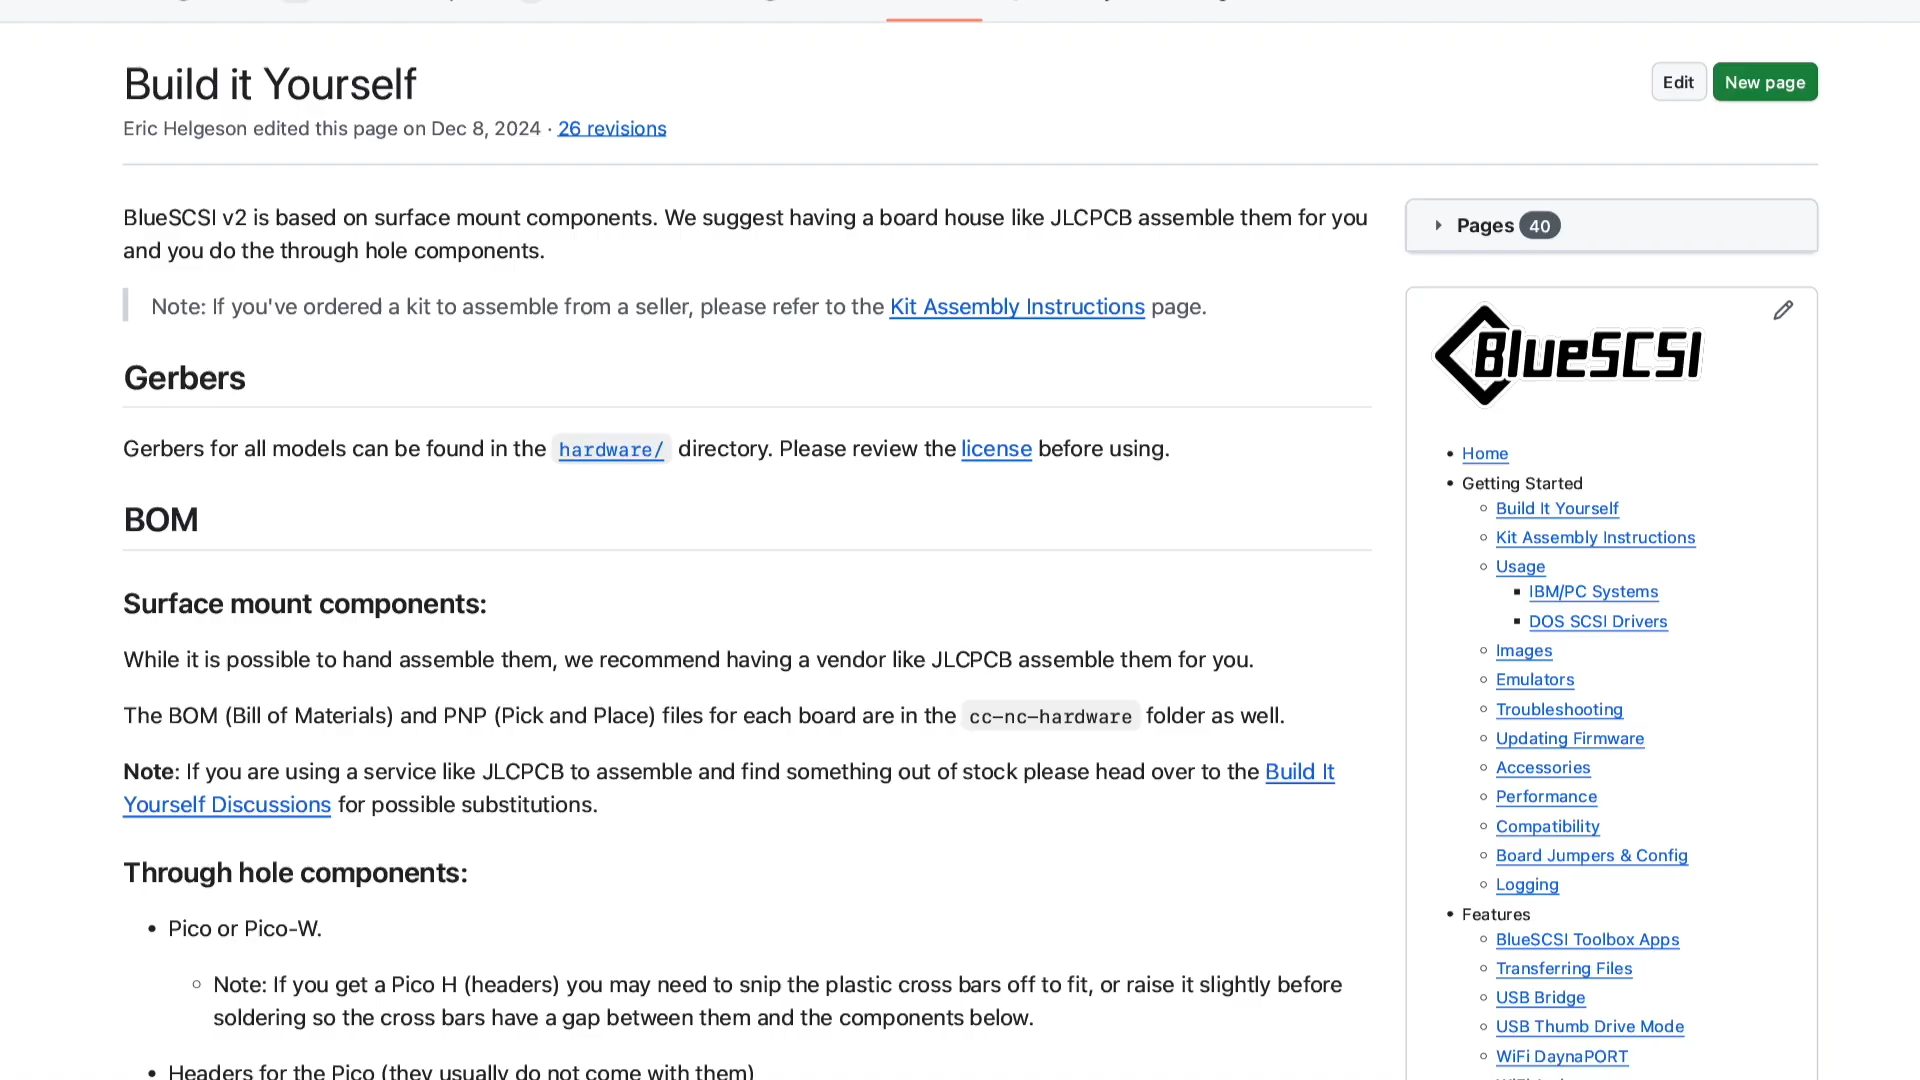 Build it Yourself
Edit
New page
Eric Helgeson edited this page on Dec 8, 2024 · 26 revisions
BlueSCSI v2 is based on surface mount components. We suggest having a board house like JLCPCB assemble them for you
and you do the through hole components.
Note: If you've ordered a kit to assemble from a seller, please refer to the Kit Assembly Instructions page.
Gerbers
Gerbers for all models can be found in the hardware/ directory. Please review the license before using.
BOM
Surface mount components:
While it is possible to hand assemble them, we recommend having a vendor like JLCPCB assemble them for you.
The BOM (Bill of Materials) and PNP (Pick and Place) files for each board are in the cc-nc-hardware folder as well.
Note: If you are using a service like JLCPCB to assemble and find something out of stock please head over to the Build It
Yourself Discussions for possible substitutions.
Through hole components:
• Pico or Pico-W.
Note: If you get a Pico H (headers) you may need to snip the plastic cross bars off to fit, or raise it slightly before
soldering so the cross bars have a gap between them and the components below.
• Headers for the Pico (they usually do not come with them)
Pages 40
BlueSCSI
Home
Getting Started
Build It Yourself
Kit Assembly Instructions
Usage
IBM/PC Systems
DOS SCSI Drivers
Images
Emulators
Troubleshooting
Updating Firmware
Accessories
Performance
Compatibility
Board Jumpers & Config
Logging
Features
BlueSCSI Toolbox Apps
Transferring Files
USB Bridge
USB Thumb Drive Mode
WiFi DaynaPORT